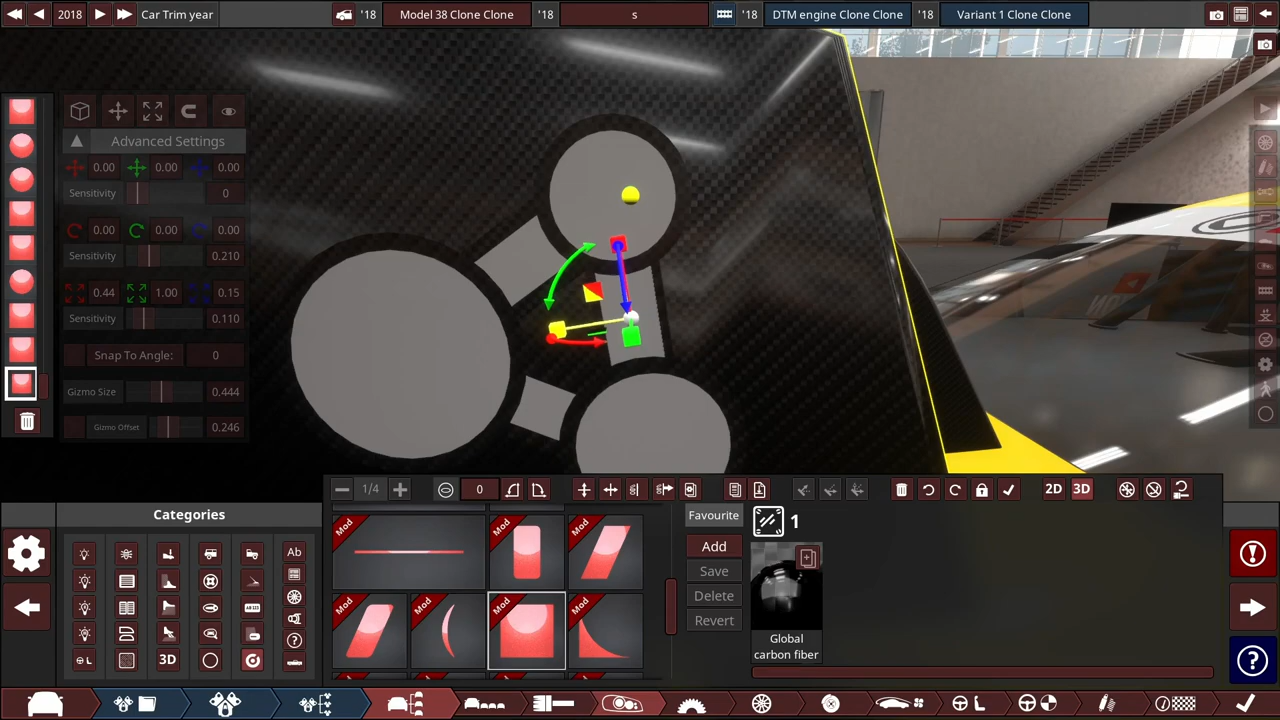 2018 Car Trim year '18 Model 38 Clone Clone '18 s '18 DTM engine Clone Clone '18 Variant 1 Clone Clone
Advanced Settings
0.00 0.00 0.00
Sensitivity 0
0.00 0.00 0.00
Sensitivity 0.210
0.44 1.00 0.15
Sensitivity 0.110
Snap To Angle: 0
Gizmo Size 0.444
Gizmo Offset 0.246
1/4 0 2D 3D
Categories
Ab
L
3D
Mod Mod Mod
Mod Mod Mod Mod
Favourite
Add
Save
Delete
Revert
1
Global
carbon fiber